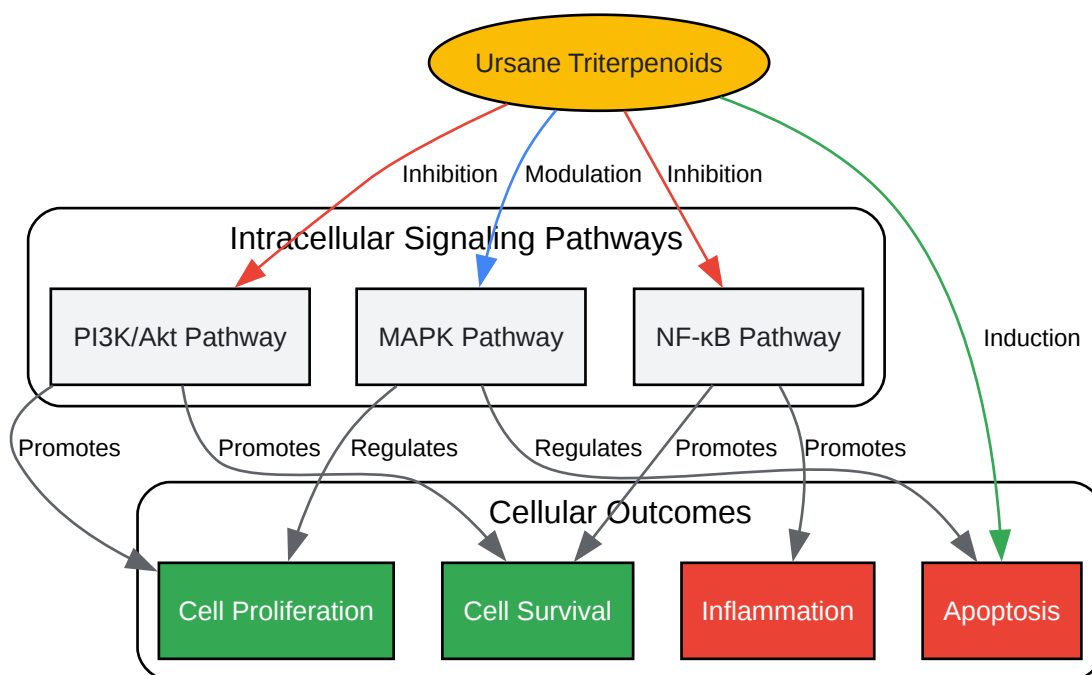 Ursane Triterpenoids
Inhibition
Modulation
Inhibition
Intracellular Signaling Pathways
PI3K/Akt Pathway
MAPK Pathway
NF-κB Pathway
Induction
Promotes
Promotes
Regulates
Regulates
Promotes
Promotes
Cellular Outcomes
Cell Proliferation
Cell Survival
Inflammation
Apoptosis